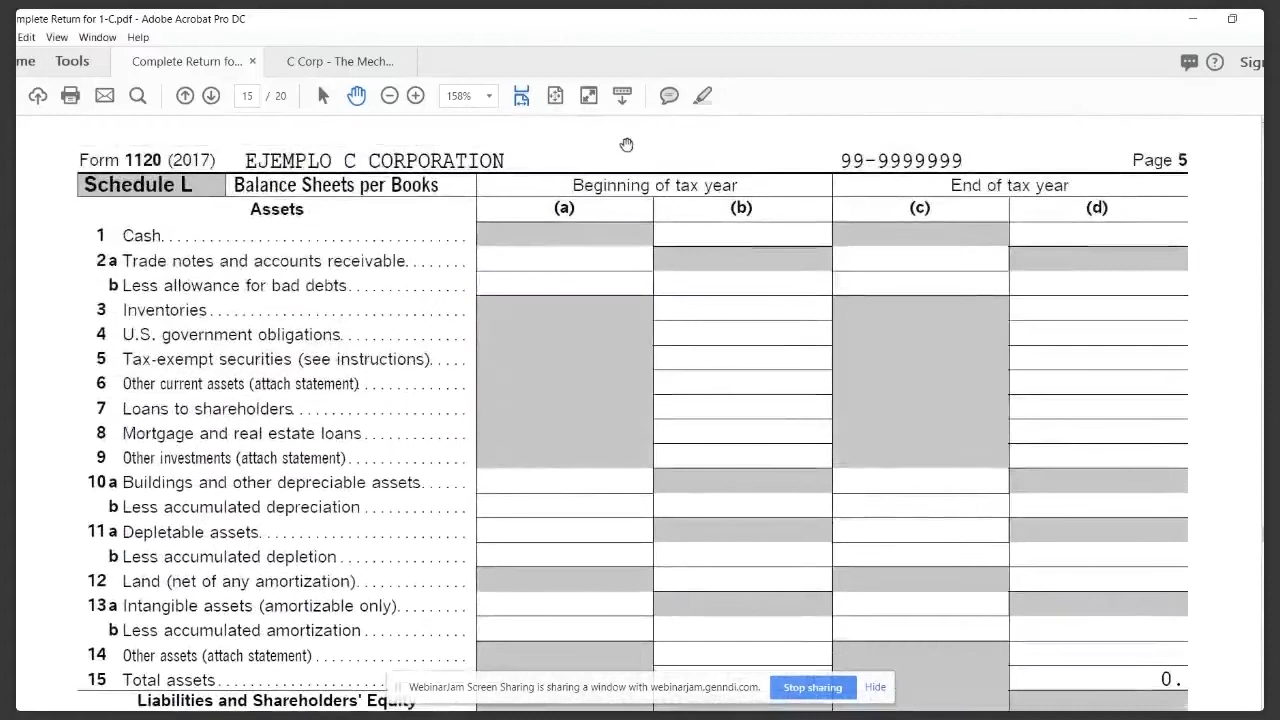 mplete Return for 1-C.pdf - Adobe Acrobat Pro DC
Edit View Window Help
me Tools Complete Return fo... × C Corp - The Mech...
Sign
15 / 20 158%
Form 1120 (2017) EJEMPLO C CORPORATION 99-9999999 Page 5
Schedule L Balance Sheets per Books Beginning of tax year End of tax year
Assets (a) (b) (c) (d)
1 Cash
2a Trade notes and accounts receivable
b Less allowance for bad debts
3 Inventories
4 U.S. government obligations
5 Tax-exempt securities (see instructions)
6 Other current assets (attach statement)
7 Loans to shareholders
8 Mortgage and real estate loans
9 Other investments (attach statement)
10a Buildings and other depreciable assets
b Less accumulated depreciation
11a Depletable assets
b Less accumulated depletion
12 Land (net of any amortization)
13a Intangible assets (amortizable only)
b Less accumulated amortization
14 Other assets (attach statement)
15 Total assets 0.
WebinarJam Screen Sharing is sharing a window with webinarjam.genndi.com. Stop sharing Hide
Liabilities and Shareholders' Equity